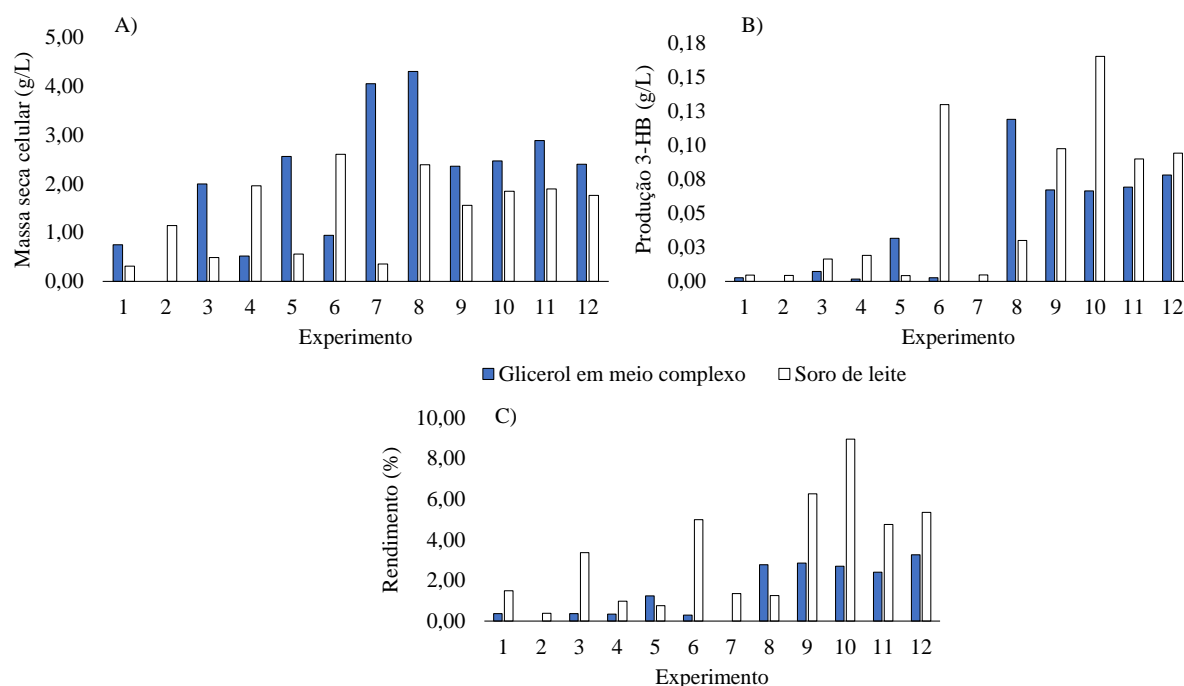 A)
Massa seca celular (g/L)
5,00
4,00
3,00
2,00
1,00
0,00
1 2 3 4 5 6 7 8 9 10 11 12
Experimento
B)
Produção 3-HB (g/L)
0,18
0,15
0,13
0,10
0,08
0,05
0,03
0,00
1 2 3 4 5 6 7 8 9 10 11 12
Experimento
Glicerol em meio complexo Soro de leite
C)
Rendimento (%)
10,00
8,00
6,00
4,00
2,00
0,00
1 2 3 4 5 6 7 8 9 10 11 12
Experimento